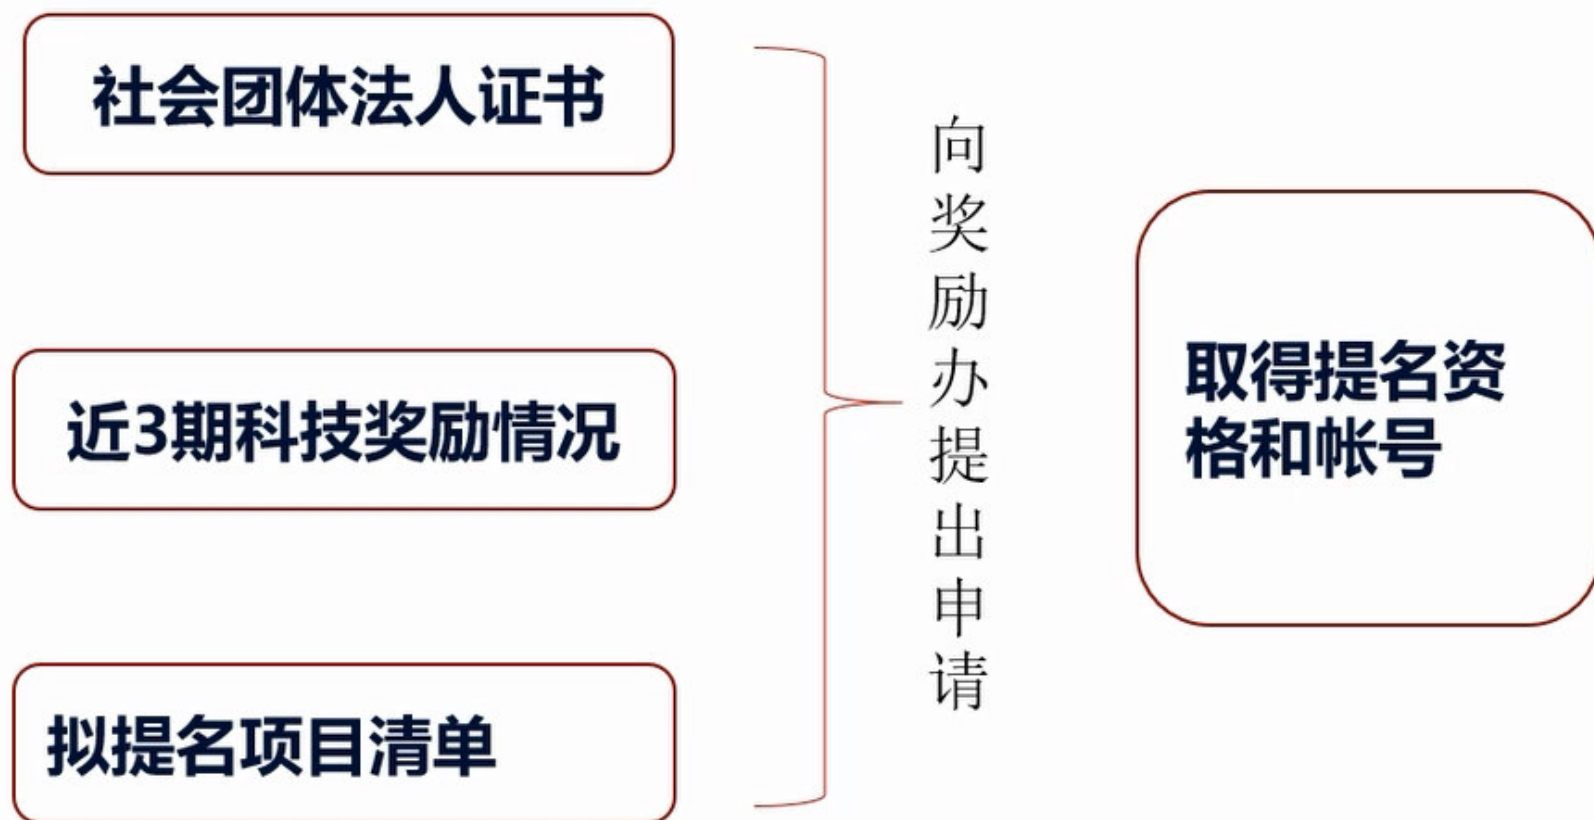 社会团体法人证书
近3期科技奖励情况
拟提名项目清单
向奖励办提出申请
取得提名资
格和帐号